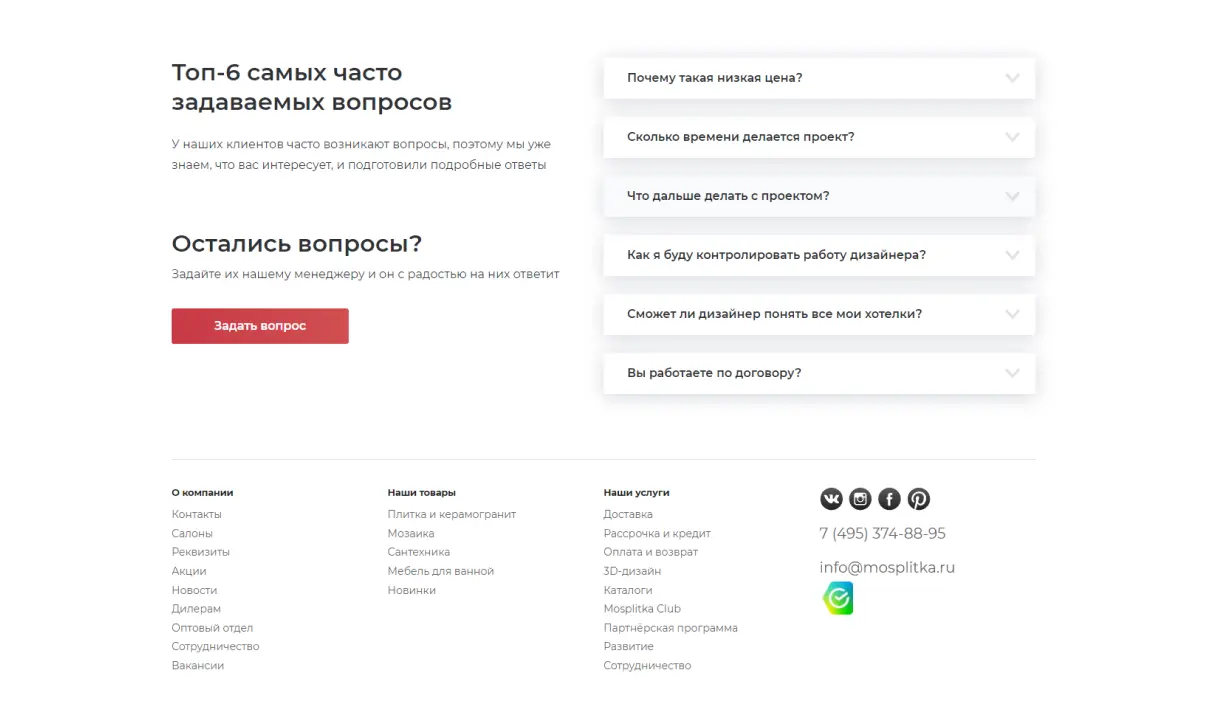 Топ-6 самых часто
задаваемых вопросов
У наших клиентов часто возникают вопросы, поэтому мы уже
знаем, что вас интересует, и подготовили подробные ответы
Остались вопросы?
Задайте их нашему менеджеру и он с радостью на них ответит
Задать вопрос
Почему такая низкая цена?
Сколько времени делается проект?
Что дальше делать с проектом?
Как я буду контролировать работу дизайнера?
Сможет ли дизайнер понять все мои хотелки?
Вы работаете по договору?
О компании
Контакты
Салоны
Реквизиты
Акции
Новости
Дилерам
Оптовый отдел
Сотрудничество
Вакансии
Наши товары
Плитка и керамогранит
Мозаика
Сантехника
Мебель для ванной
Новинки
Наши услуги
Доставка
Рассрочка и кредит
Оплата и возврат
3D-дизайн
Каталоги
Mosplitka Club
Партнёрская программа
Развитие
Сотрудничество
7 (495) 374-88-95
info@mosplitka.ru